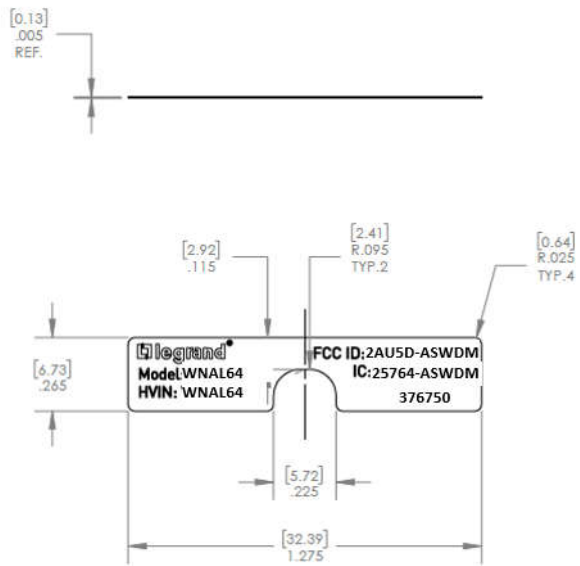 [0.13]
.005
REF.
[2.92]
.115
[2.41]
R.095
TYP.2
[0.64]
R.025
TYP.4
[6.73]
.265
legrand®
Model:WNAL64
HVIN: WNAL64
FCC ID:2AU5D-ASWDM
IC:25764-ASWDM
376750
[5.72]
.225
[32.39]
1.275